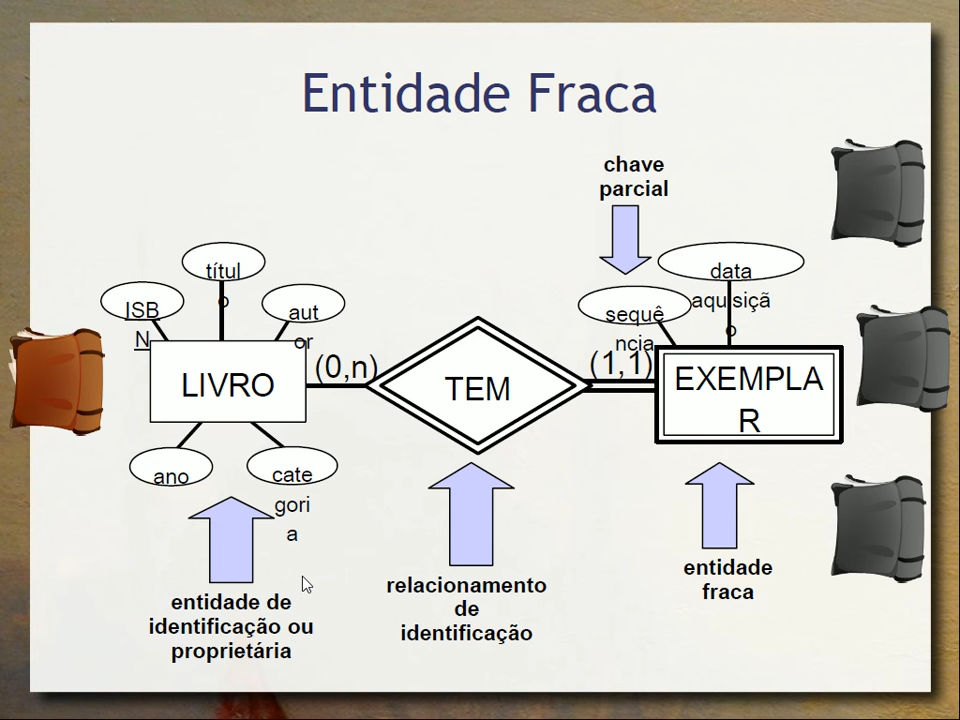 Entidade Fraca
chave
parcial
títul
o
data
aquisiçã
o
ISB
N
aut
or
sequê
ncia
(0,n)
(1,1)
LIVRO
TEM
EXEMPLA
R
ano
cate
gori
a
entidade de
identificação ou
proprietária
relacionamento
de
identificação
entidade
fraca